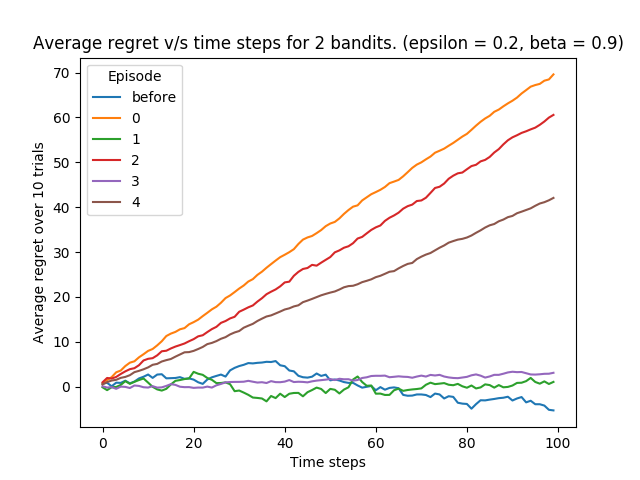 Average regret v/s time steps for 2 bandits. (epsilon = 0.2, beta = 0.9)
Episode
before
0
1
2
3
4
Average regret over 10 trials
70
60
50
40
30
20
10
0
0 20 40 60 80 100
Time steps